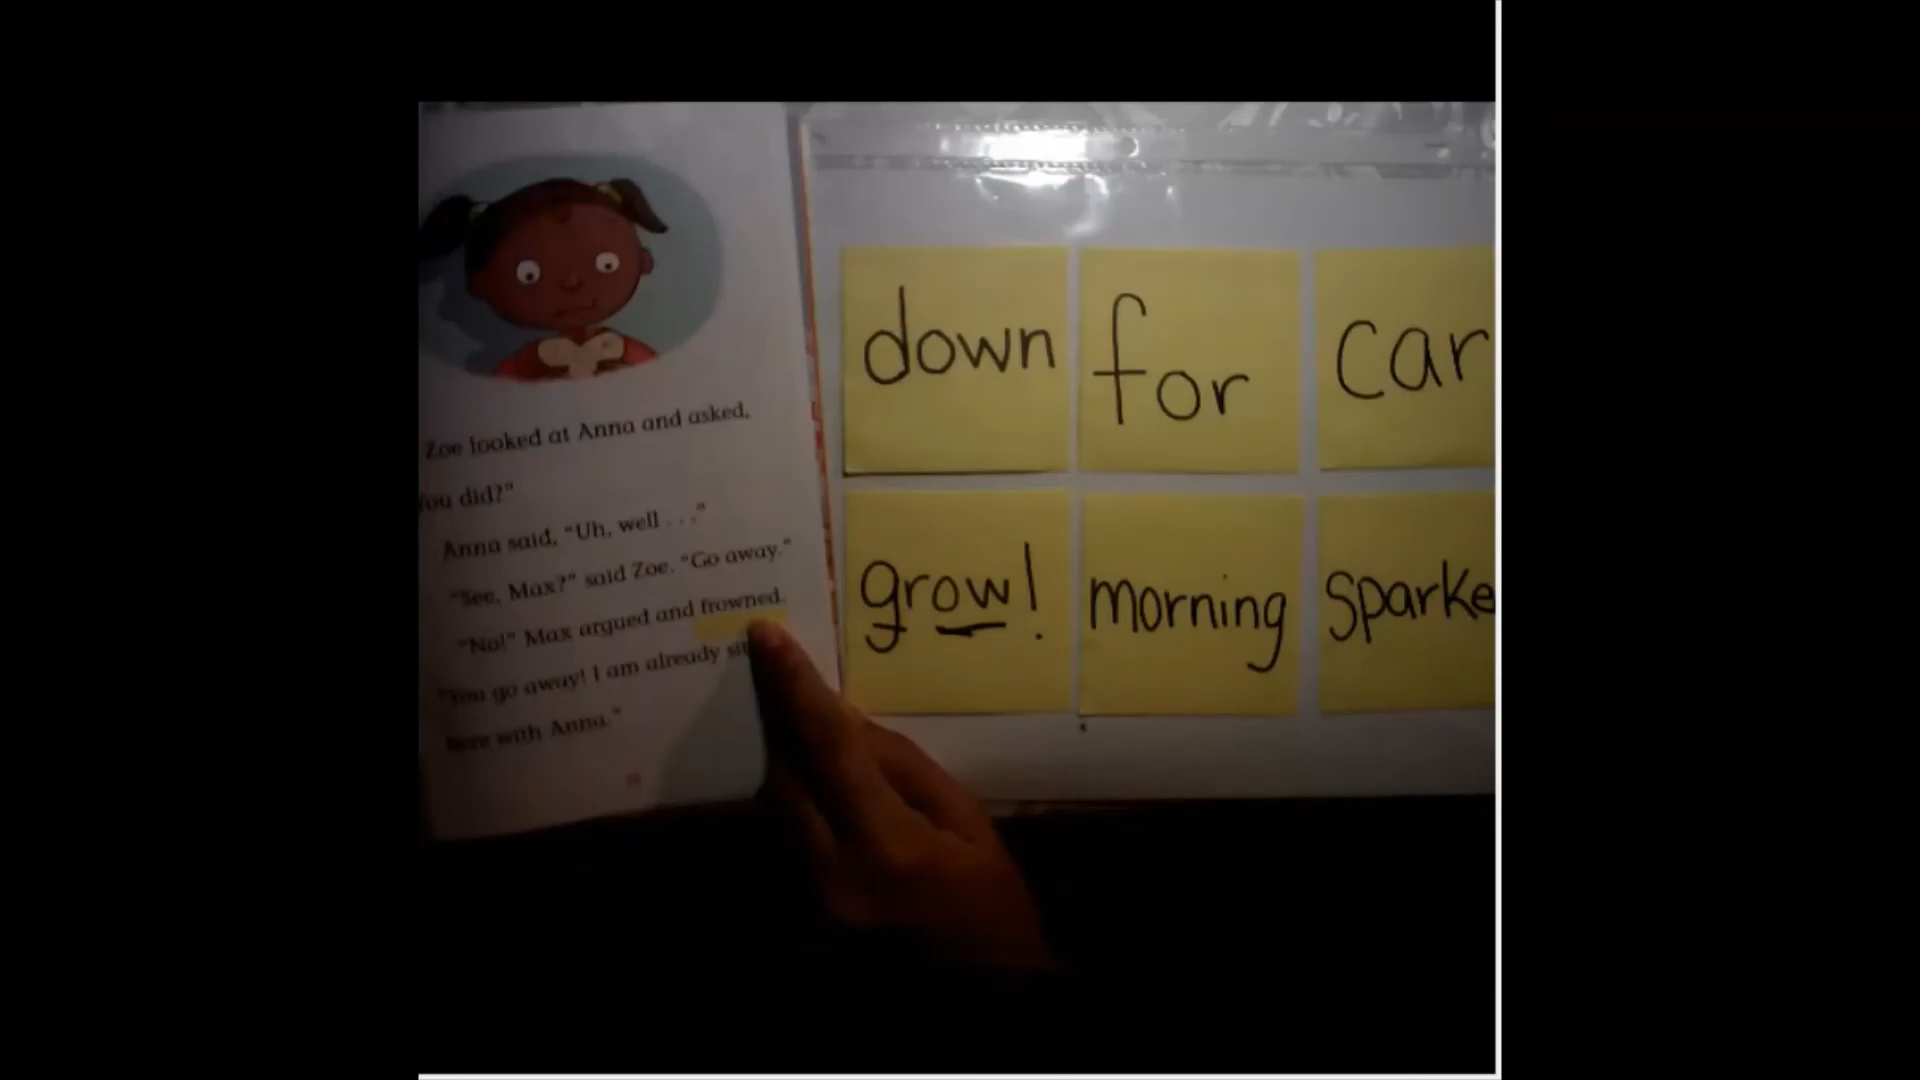 Zoe looked at Anna and asked,
You did?"
Anna said, "Uh, well . . ."
"See, Max?" said Zoe. "Go away."
"No!" Max argued and frowned.
"You go away! I am already
here with Anna."
down for car
grow! morning sparke